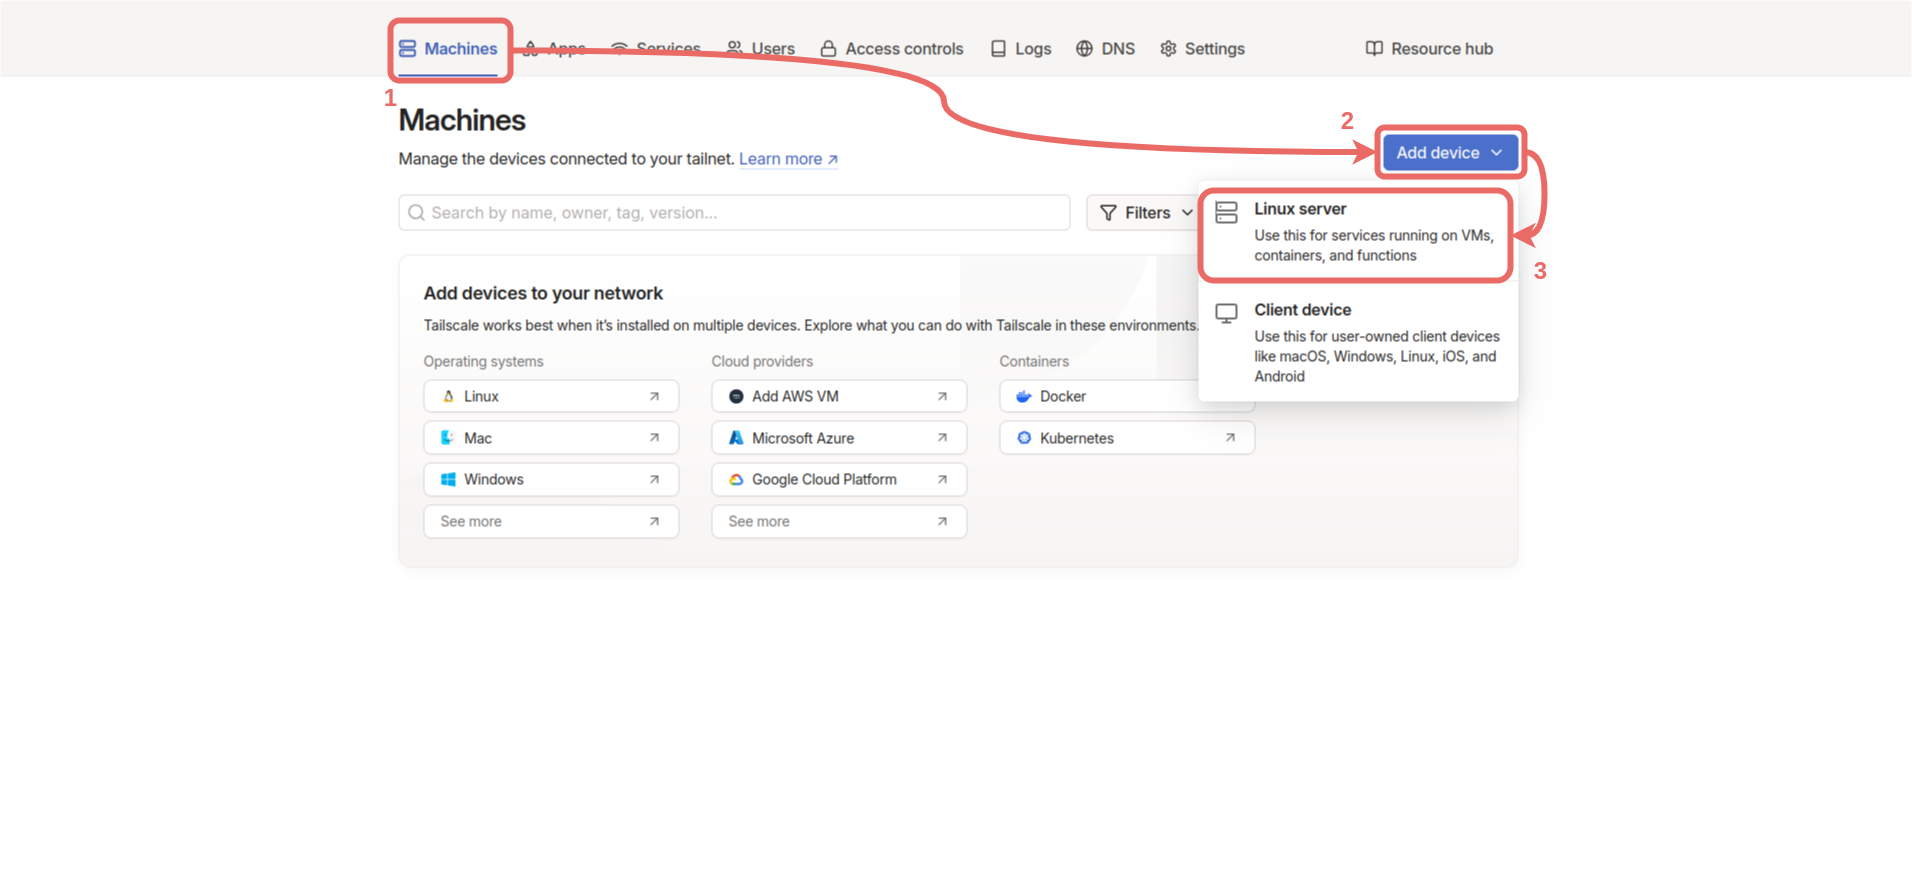 Machines
Apps
Services
Users
Access controls
Logs
DNS
Settings
Resource hub
1
Machines
Manage the devices connected to your tailnet. Learn more ↗
2
Add device
Search by name, owner, tag, version...
Filters
Linux server
Use this for services running on VMs,
containers, and functions
3
Client device
Use this for user-owned client devices
like macOS, Windows, Linux, iOS, and
Android
Add devices to your network
Tailscale works best when it’s installed on multiple devices. Explore what you can do with Tailscale in these environments.
Operating systems
Linux
Mac
Windows
See more
Cloud providers
Add AWS VM
Microsoft Azure
Google Cloud Platform
See more
Containers
Docker
Kubernetes